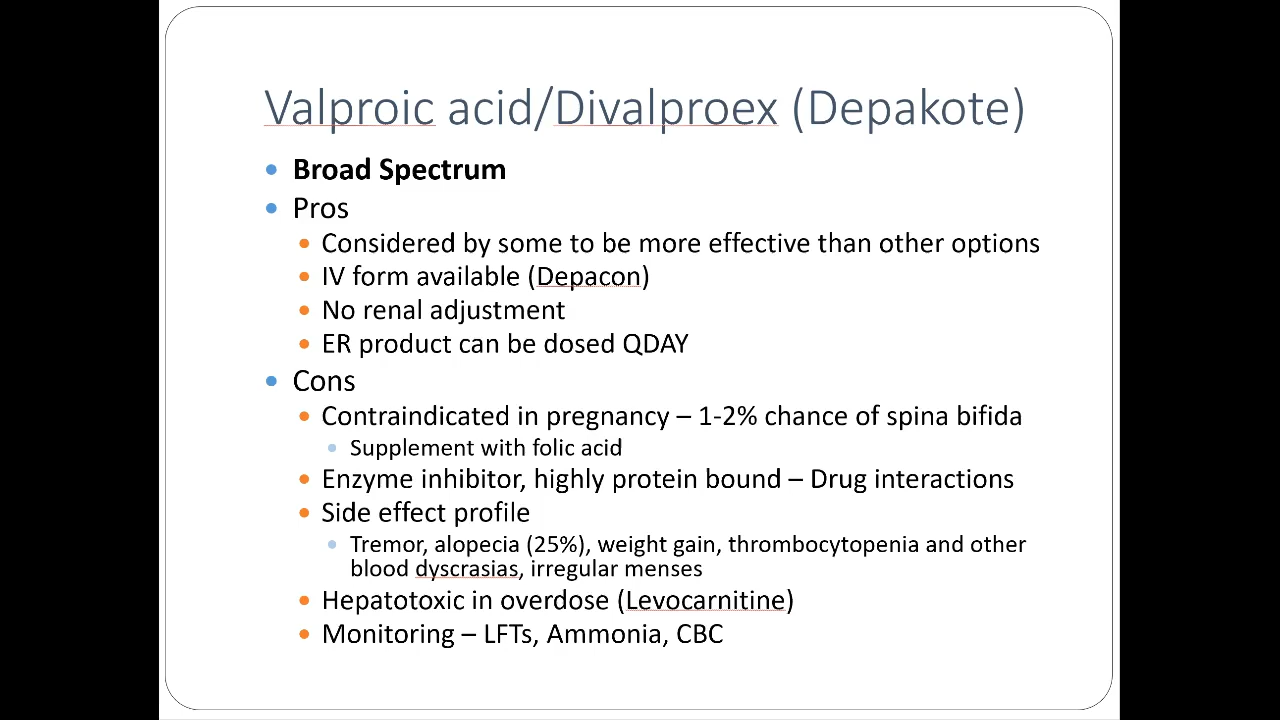 Valproic acid/Divalproex (Depakote)
• Broad Spectrum
• Pros
• Considered by some to be more effective than other options
• IV form available (Depacon)
• No renal adjustment
• ER product can be dosed QDAY
• Cons
• Contraindicated in pregnancy – 1-2% chance of spina bifida
• Supplement with folic acid
• Enzyme inhibitor, highly protein bound – Drug interactions
• Side effect profile
• Tremor, alopecia (25%), weight gain, thrombocytopenia and other
blood dyscrasias, irregular menses
• Hepatotoxic in overdose (Levocarnitine)
• Monitoring – LFTs, Ammonia, CBC